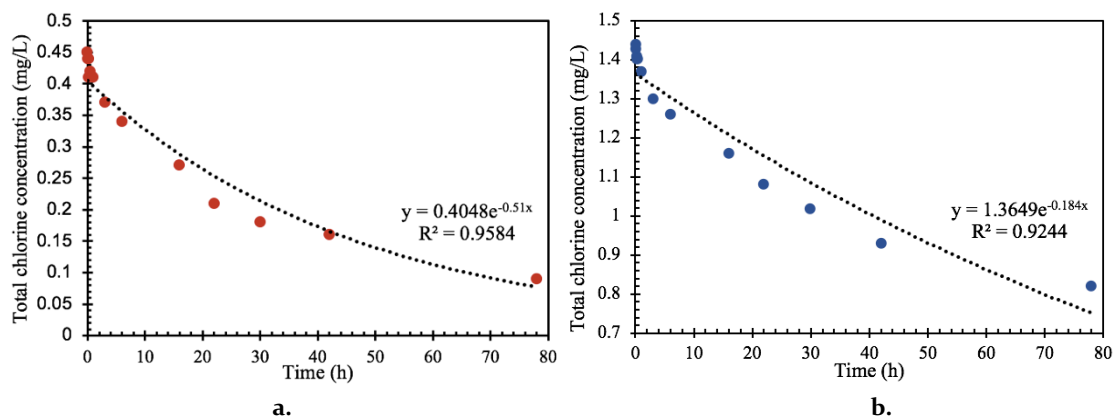 Total chlorine concentration (mg/L)
0.5
0.45
0.4
0.35
0.3
0.25
0.2
0.15
0.1
0.05
0
y = 0.4048e^-0.51x
R² = 0.9584
0 10 20 30 40 50 60 70 80
Time (h)
a.
Total chlorine concentration (mg/L)
1.5
1.4
1.3
1.2
1.1
1
0.9
0.8
0.7
y = 1.3649e^-0.184x
R² = 0.9244
0 10 20 30 40 50 60 70 80
Time (h)
b.